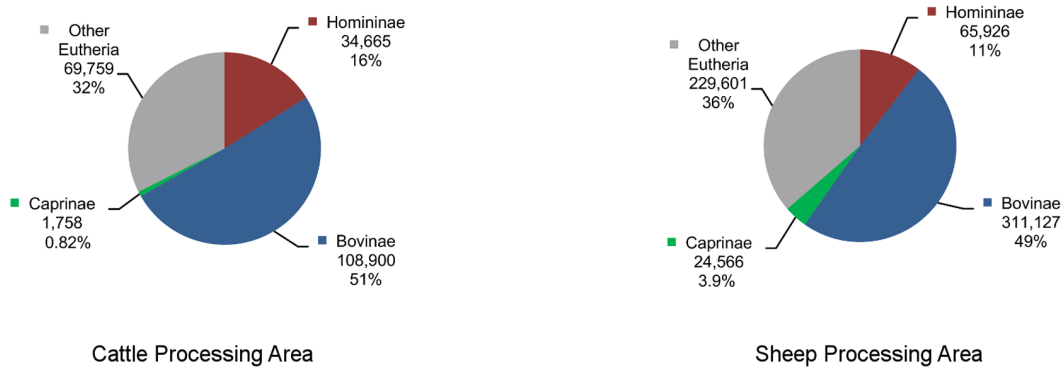 Other
Eutheria
69,759
32%
Homininae
34,665
16%
Caprinae
1,758
0.82%
Bovinae
108,900
51%
Cattle Processing Area
Other
Eutheria
229,601
36%
Homininae
65,926
11%
Caprinae
24,566
3.9%
Bovinae
311,127
49%
Sheep Processing Area